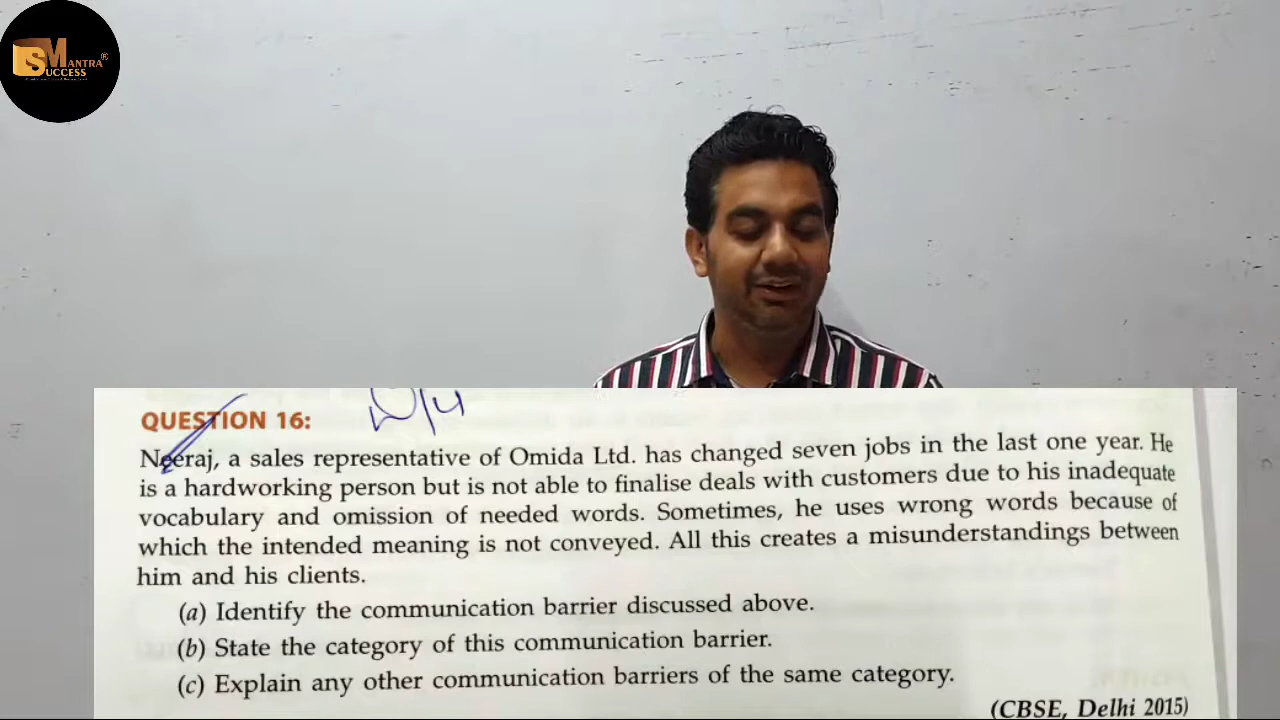 MANTRA®
SUCCESS
QUESTION 16:
Neeraj, a sales representative of Omida Ltd. has changed seven jobs in the last one year. He
is a hardworking person but is not able to finalise deals with customers due to his inadequate
vocabulary and omission of needed words. Sometimes, he uses wrong words because of
which the intended meaning is not conveyed. All this creates a misunderstandings between
him and his clients.
(a) Identify the communication barrier discussed above.
(b) State the category of this communication barrier.
(c) Explain any other communication barriers of the same category.
(CBSE, Delhi 2015)